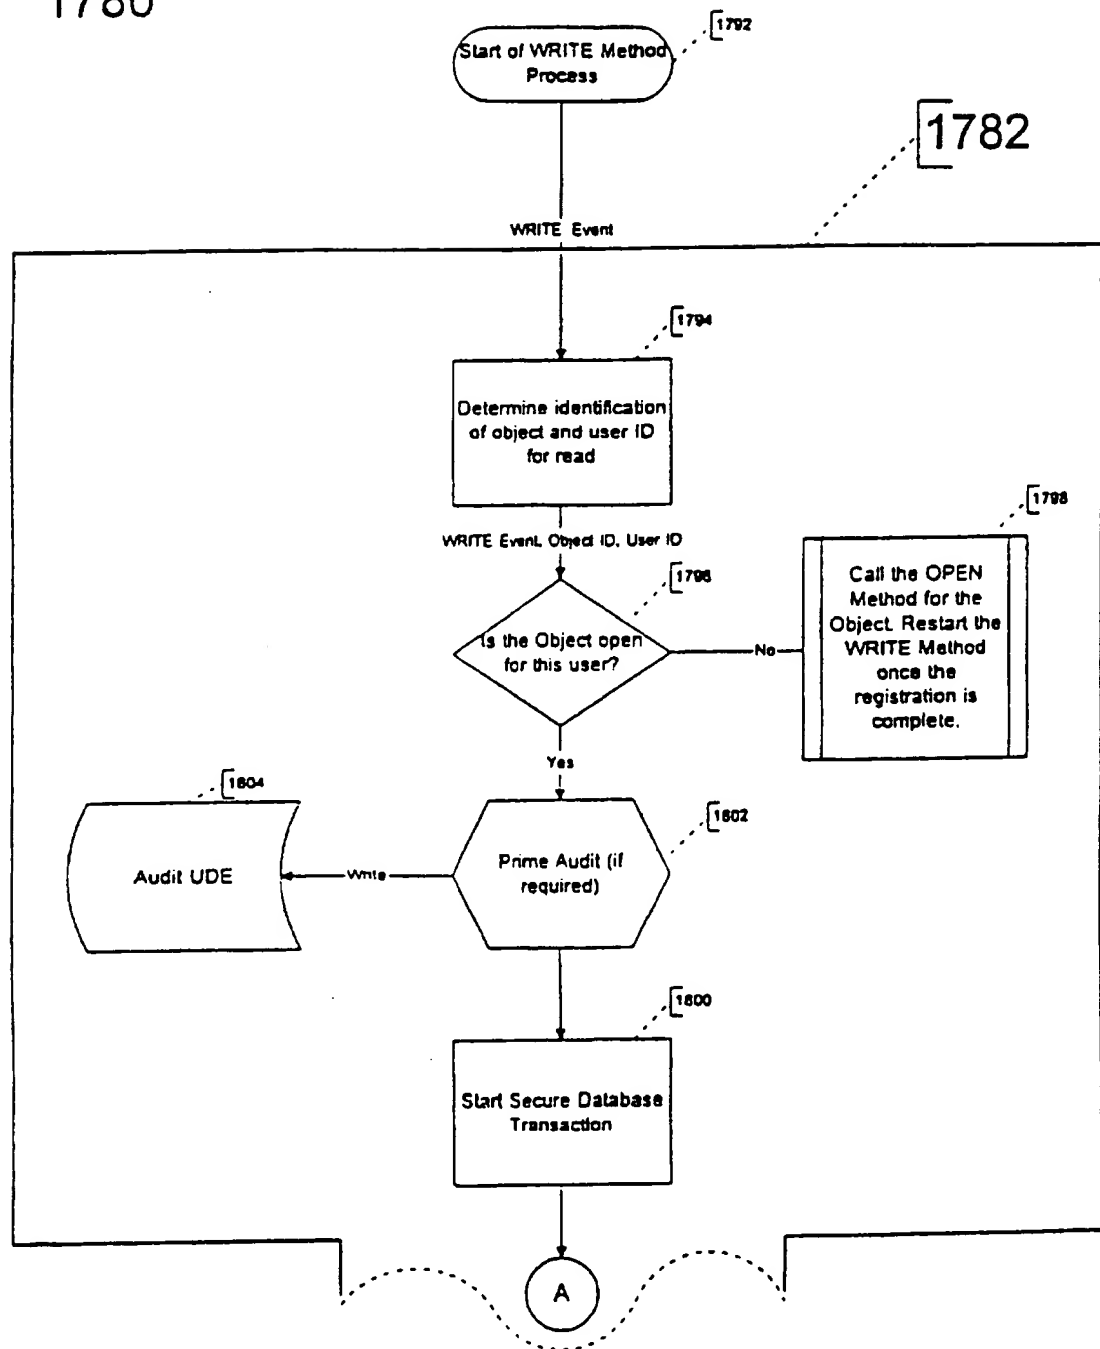 1780
1792
Start of WRITE Method
Process
1782
WRITE Event
1794
Determine identification
of object and user ID
for read
1798
WRITE Event, Object ID, User ID
1796
Call the OPEN
Method for the
Object. Restart the
WRITE Method
once the
registration is
complete.
Is the Object open
for this user?
No
Yes
1804
1802
Prime Audit (if
required)
Audit UDE
Write
1800
Start Secure Database
Transaction
A